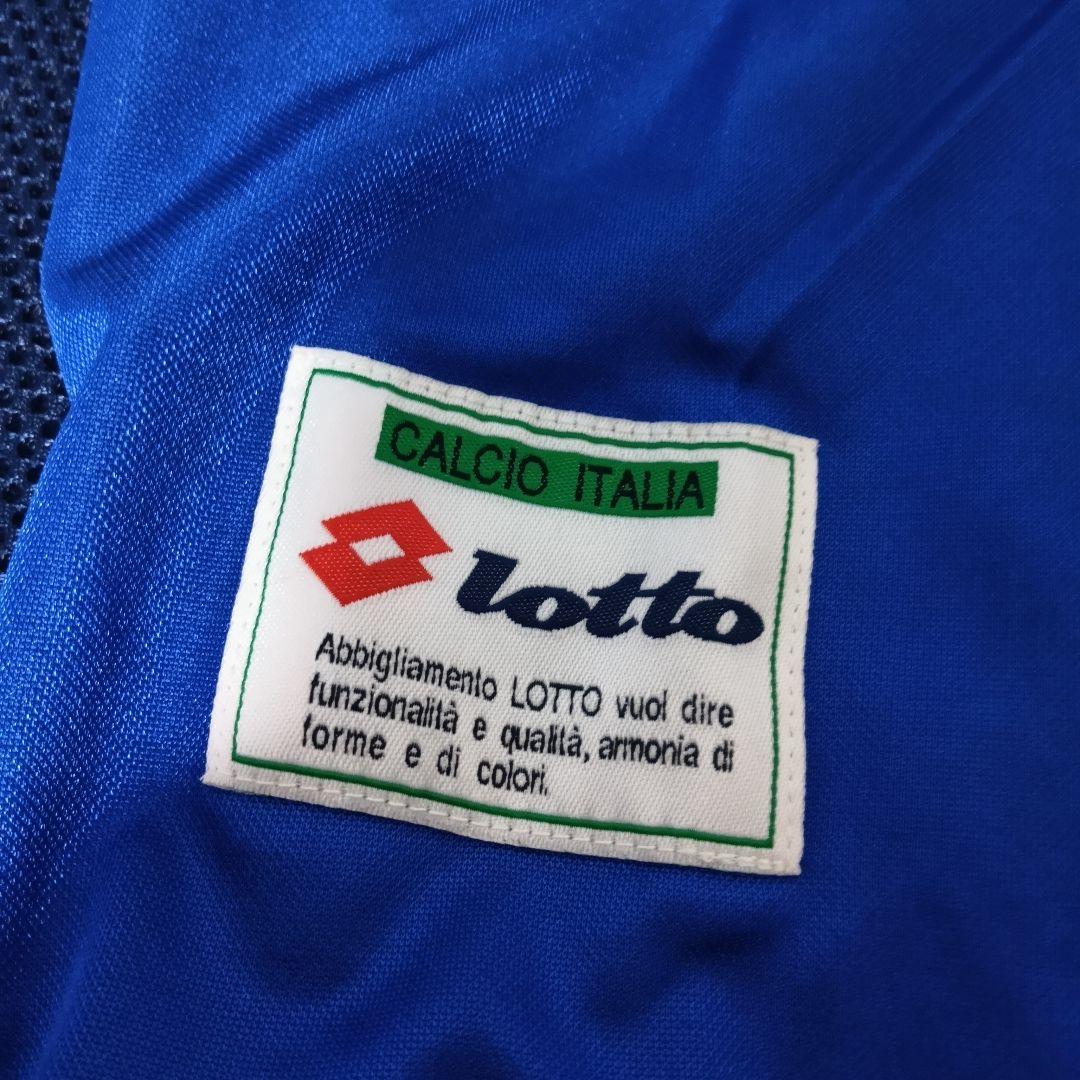 CALCIO ITALIA
lotto
Abbigliamento LOTTO vuol dire
funzionalità e qualità, armonia di
forme e di colori.